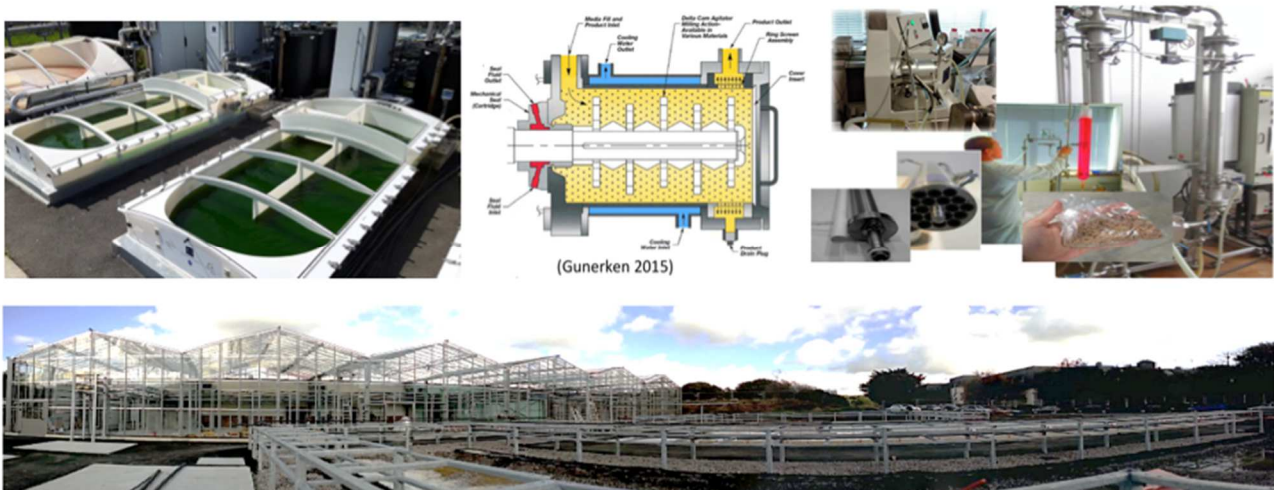 Media Fill and
Product Inlet
Cooling
Water
Outlet
Delta Cam Agitator
Milling Action-
Available in
Various Materials
Product Outlet
Ring Screen
Assembly
Cover
Insert
Seal
Fluid
Outlet
Mechanical
Seal
(Cartridge)
Seal
Fluid
Inlet
Cooling
Water Inlet
Product
Drain Plug
(Gunerken 2015)